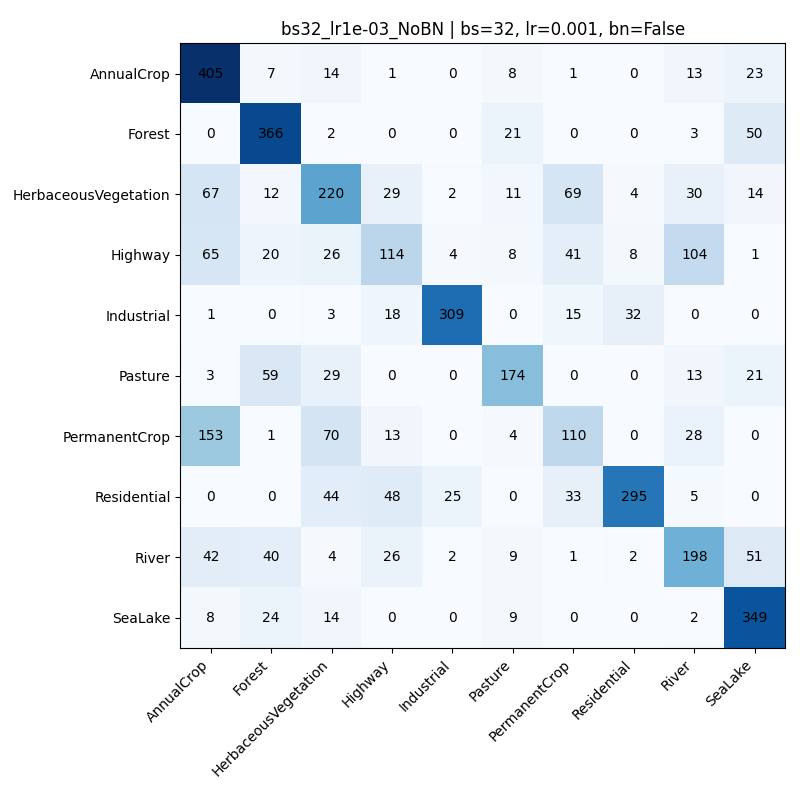 bs32_lr1e-03_NoBN | bs=32, lr=0.001, bn=False
AnnualCrop 405 7 14 1 0 8 1 0 13 23
Forest 0 366 2 0 0 21 0 0 3 50
HerbaceousVegetation 67 12 220 29 2 11 69 4 30 14
Highway 65 20 26 114 4 8 41 8 104 1
Industrial 1 0 3 18 309 0 15 32 0 0
Pasture 3 59 29 0 0 174 0 0 13 21
PermanentCrop 153 1 70 13 0 4 110 0 28 0
Residential 0 0 44 48 25 0 33 295 5 0
River 42 40 4 26 2 9 1 2 198 51
SeaLake 8 24 14 0 0 9 0 0 2 349
AnnualCrop
Forest
HerbaceousVegetation
Highway
Industrial
Pasture
PermanentCrop
Residential
River
SeaLake